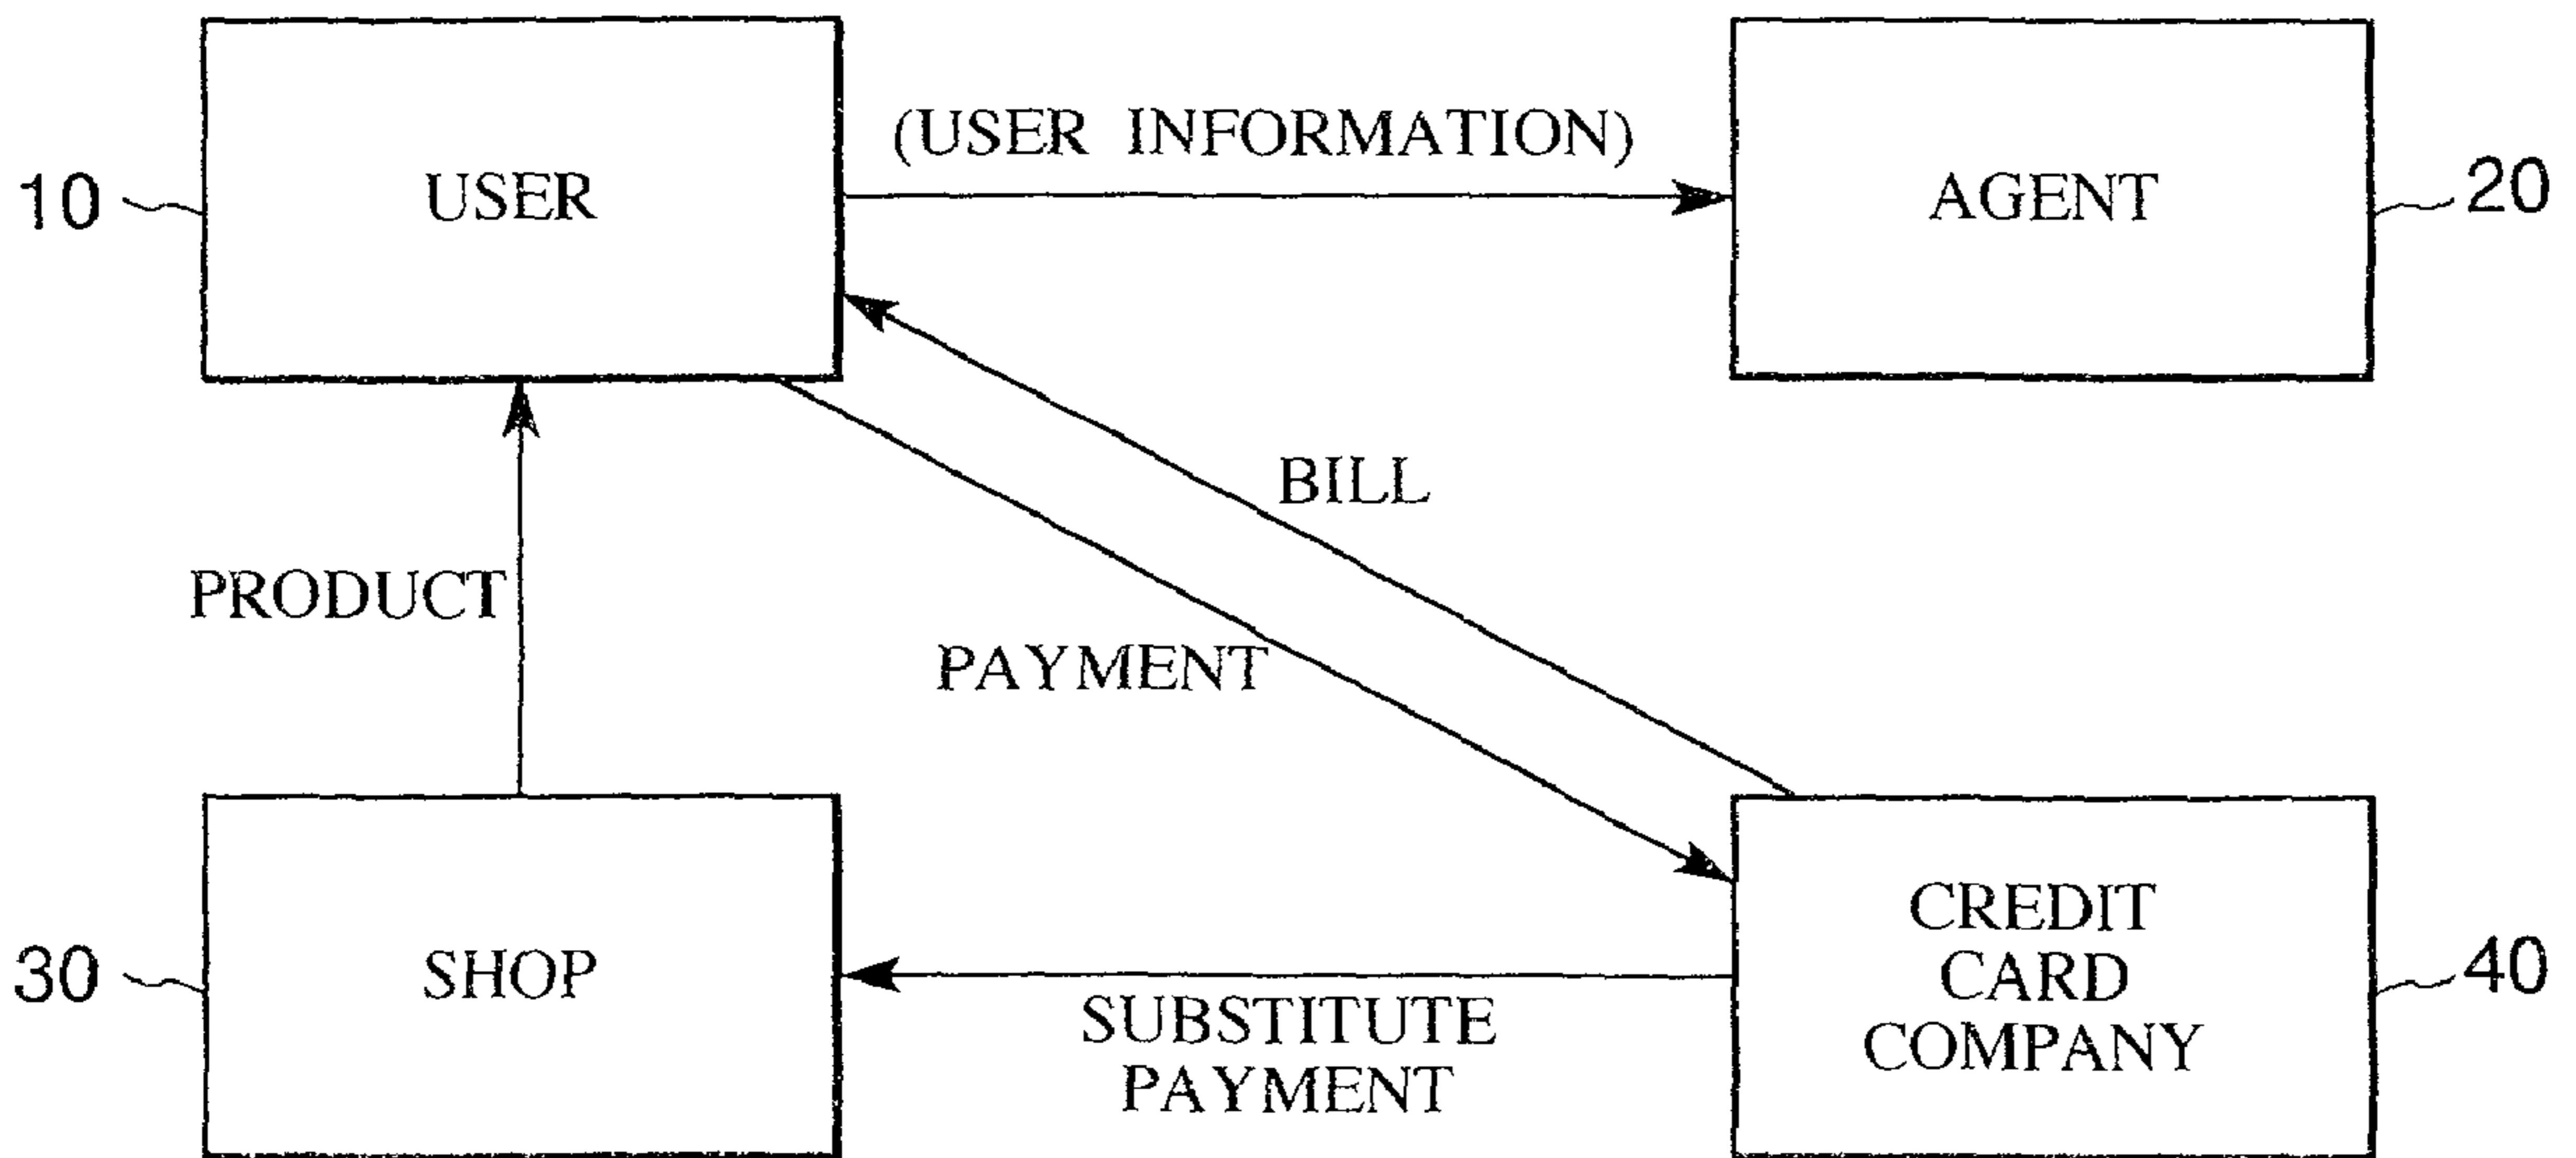 10
USER
(USER INFORMATION)
AGENT
20
BILL
PRODUCT
PAYMENT
30
SHOP
SUBSTITUTE
PAYMENT
CREDIT
CARD
COMPANY
40